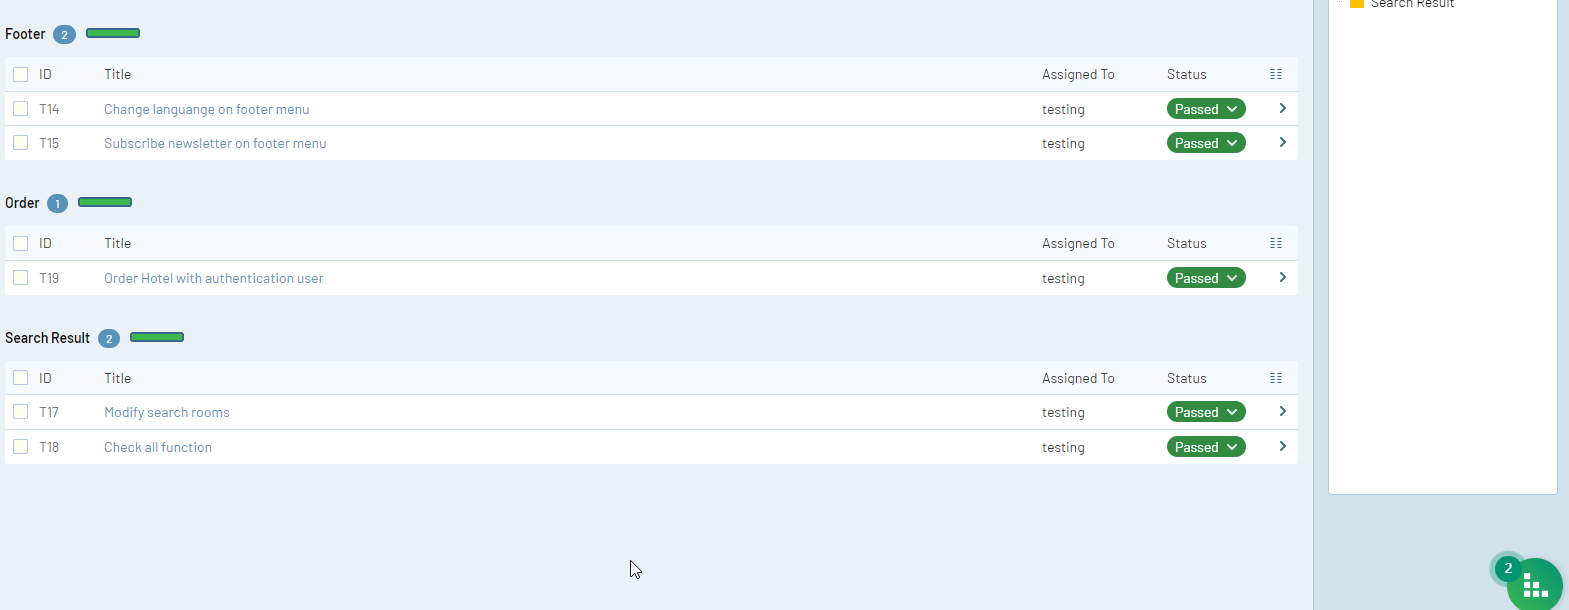 Search Result
Footer 2
ID Title Assigned To Status
T14 Change languange on footer menu testing Passed
T15 Subscribe newsletter on footer menu testing Passed
Order 1
ID Title Assigned To Status
T19 Order Hotel with authentication user testing Passed
Search Result 2
ID Title Assigned To Status
T17 Modify search rooms testing Passed
T18 Check all function testing Passed
2